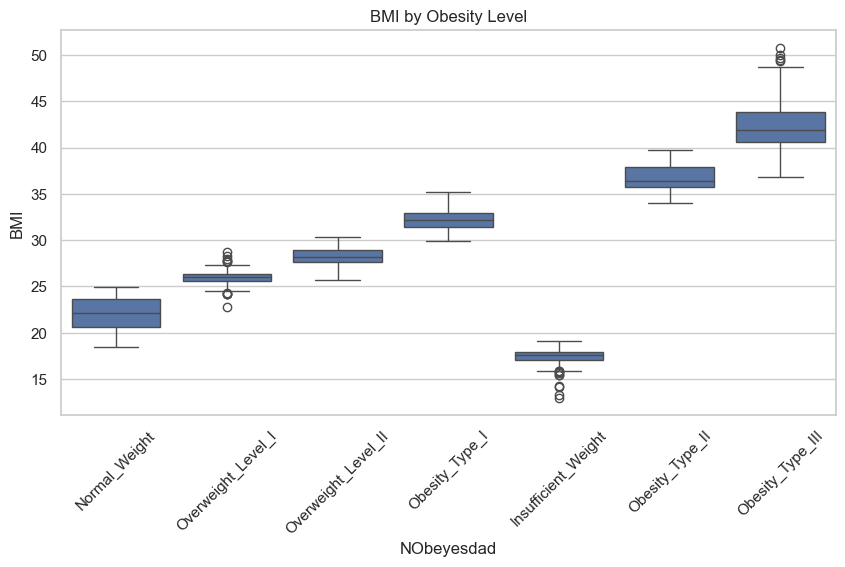 BMI by Obesity Level
BMI
50
45
40
35
30
25
20
15
Normal_Weight
Overweight_Level_I
Overweight_Level_II
Obesity_Type_I
Insufficient_Weight
Obesity_Type_II
Obesity_Type_III
NObeyesdad